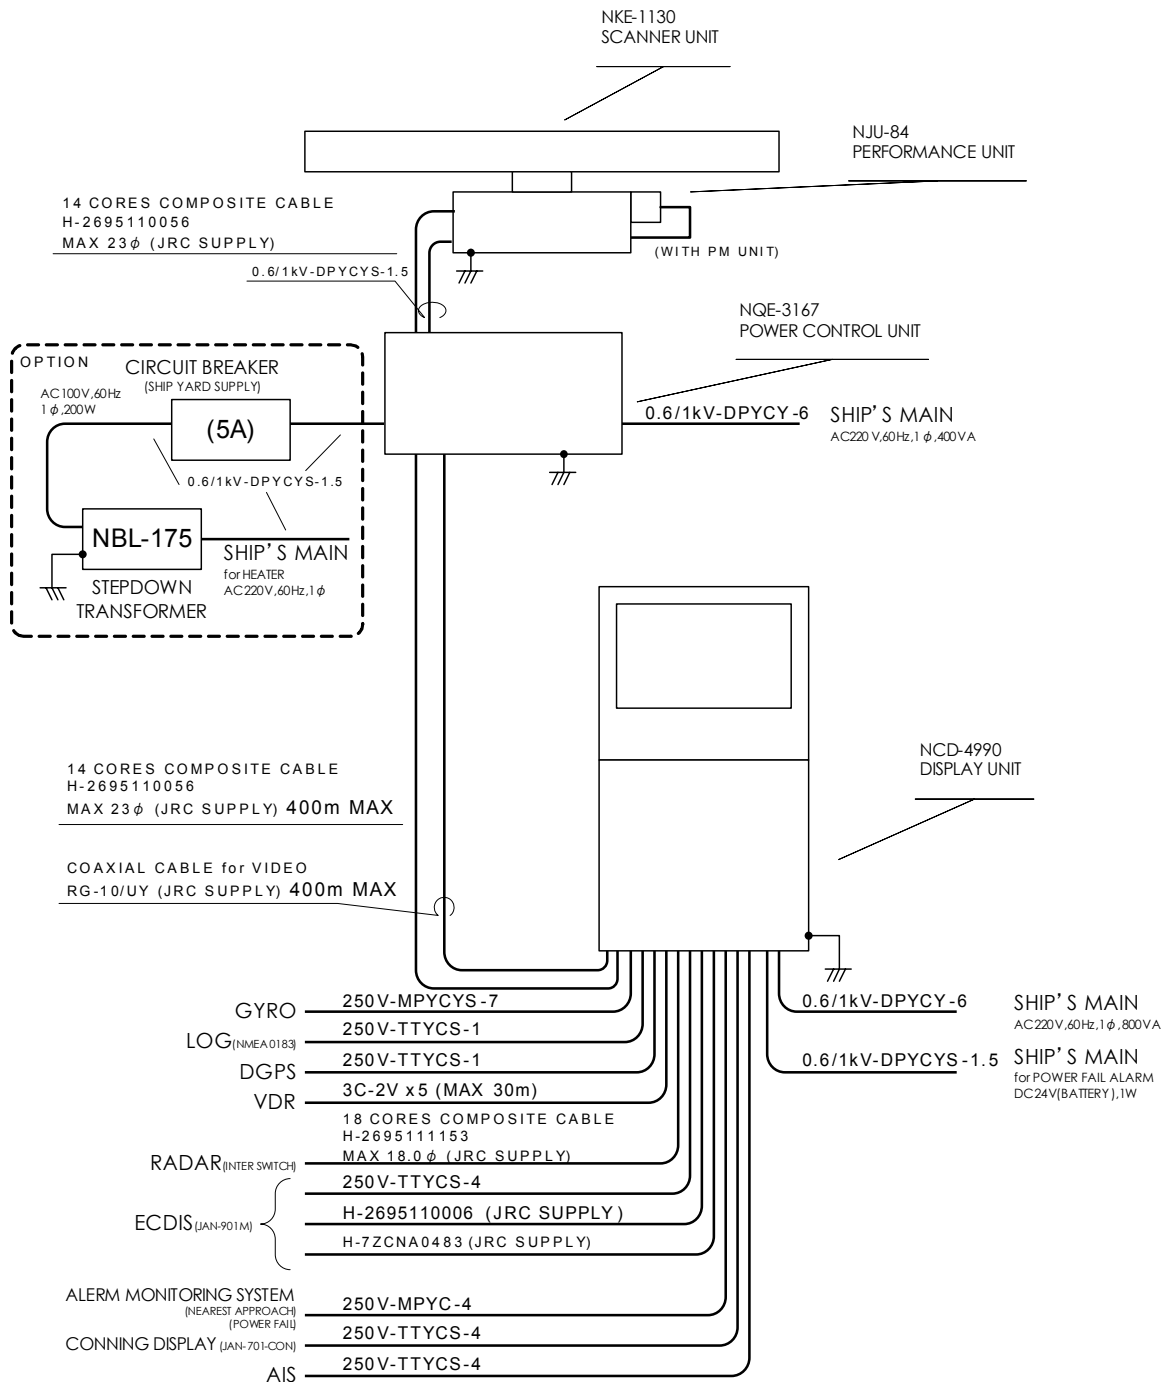 NKE-1130
SCANNER UNIT
NJU-84
PERFORMANCE UNIT
14 CORES COMPOSITE CABLE
H-2695110056
MAX 23φ (JRC SUPPLY)
(WITH PM UNIT)
0.6/1kV-DPYCYS-1.5
NQE-3167
POWER CONTROL UNIT
OPTION
CIRCUIT BREAKER
(SHIP YARD SUPPLY)
AC100V,60Hz
1φ,200W
(5A)
0.6/1kV-DPYCY-6
SHIP'S MAIN
AC220V,60Hz,1φ,400VA
0.6/1kV-DPYCYS-1.5
NBL-175
SHIP'S MAIN
for HEATER
AC220V,60Hz,1φ
STEPDOWN
TRANSFORMER
NCD-4990
DISPLAY UNIT
14 CORES COMPOSITE CABLE
H-2695110056
MAX 23φ (JRC SUPPLY) 400m MAX
COAXIAL CABLE for VIDEO
RG-10/UY (JRC SUPPLY) 400m MAX
GYRO 250V-MPYCYS-7
0.6/1kV-DPYCY-6
SHIP'S MAIN
AC220V,60Hz,1φ,800VA
LOG(NMEA0183) 250V-TTYCS-1
DGPS 250V-TTYCS-1
0.6/1kV-DPYCYS-1.5
SHIP'S MAIN
for POWER FAIL ALARM
DC24V(BATTERY),1W
VDR 3C-2V x5 (MAX 30m)
18 CORES COMPOSITE CABLE
H-2695111153
RADAR(INTER SWITCH) MAX 18.0φ (JRC SUPPLY)
250V-TTYCS-4
ECDIS(JAN-901M) H-2695110006 (JRC SUPPLY)
H-7ZCNA0483 (JRC SUPPLY)
ALERM MONITORING SYSTEM
(NEAREST APPROACH)
(POWER FAIL)
250V-MPYC-4
CONNING DISPLAY (JAN-701-CON) 250V-TTYCS-4
AIS 250V-TTYCS-4